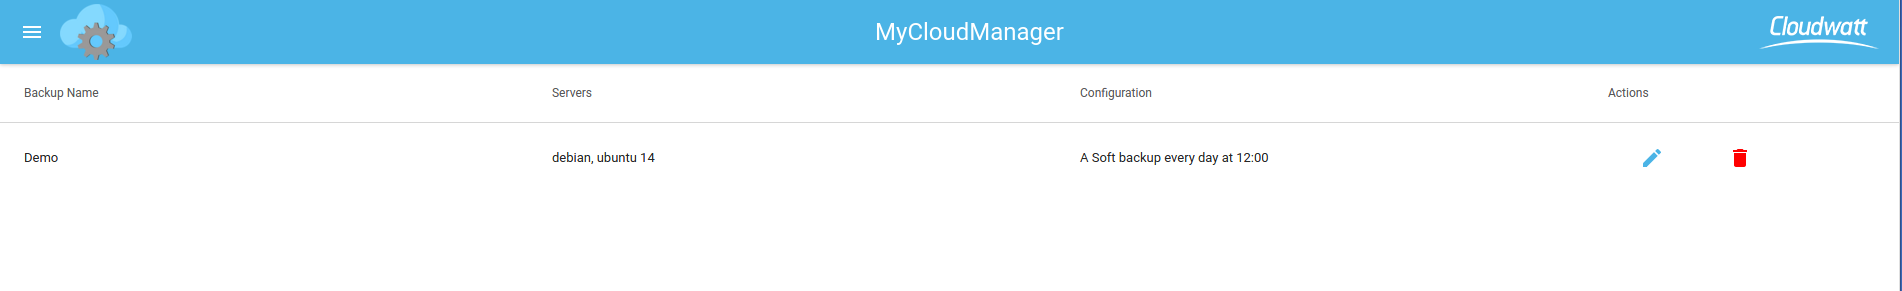 MyCloudManager
Cloudwatt
Backup Name Servers Configuration Actions
Demo debian, ubuntu 14 A Soft backup every day at 12:00